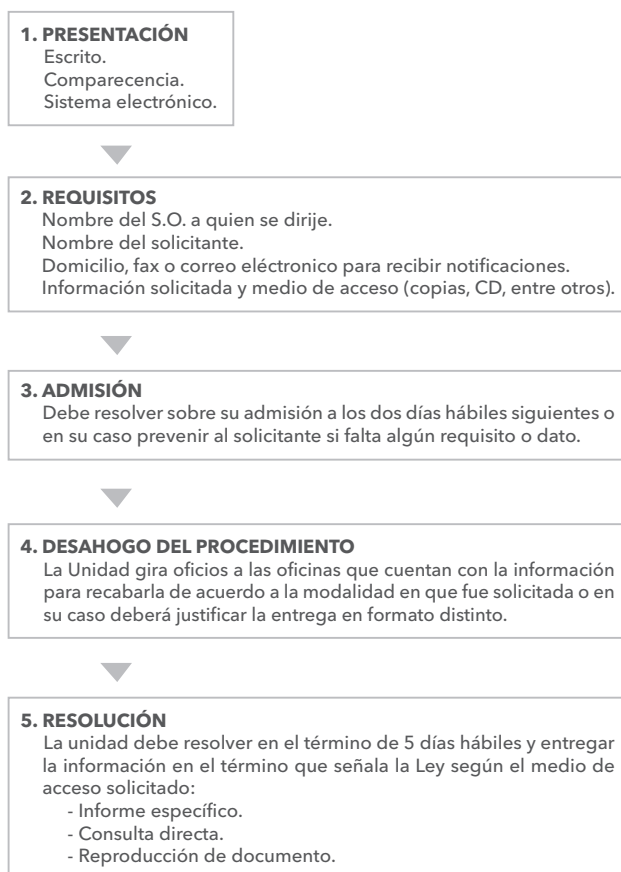 1. PRESENTACIÓN
Escrito.
Comparecencia.
Sistema electrónico.
2. REQUISITOS
Nombre del S.O. a quien se dirije.
Nombre del solicitante.
Domicilio, fax o correo eléctronico para recibir notificaciones.
Información solicitada y medio de acceso (copias, CD, entre otros).
3. ADMISIÓN
Debe resolver sobre su admisión a los dos días hábiles siguientes o
en su caso prevenir al solicitante si falta algún requisito o dato.
4. DESAHOGO DEL PROCEDIMIENTO
La Unidad gira oficios a las oficinas que cuentan con la información
para recabarla de acuerdo a la modalidad en que fue solicitada o en
su caso deberá justificar la entrega en formato distinto.
5. RESOLUCIÓN
La unidad debe resolver en el término de 5 días hábiles y entregar
la información en el término que señala la Ley según el medio de
acceso solicitado:
- Informe específico.
- Consulta directa.
- Reproducción de documento.